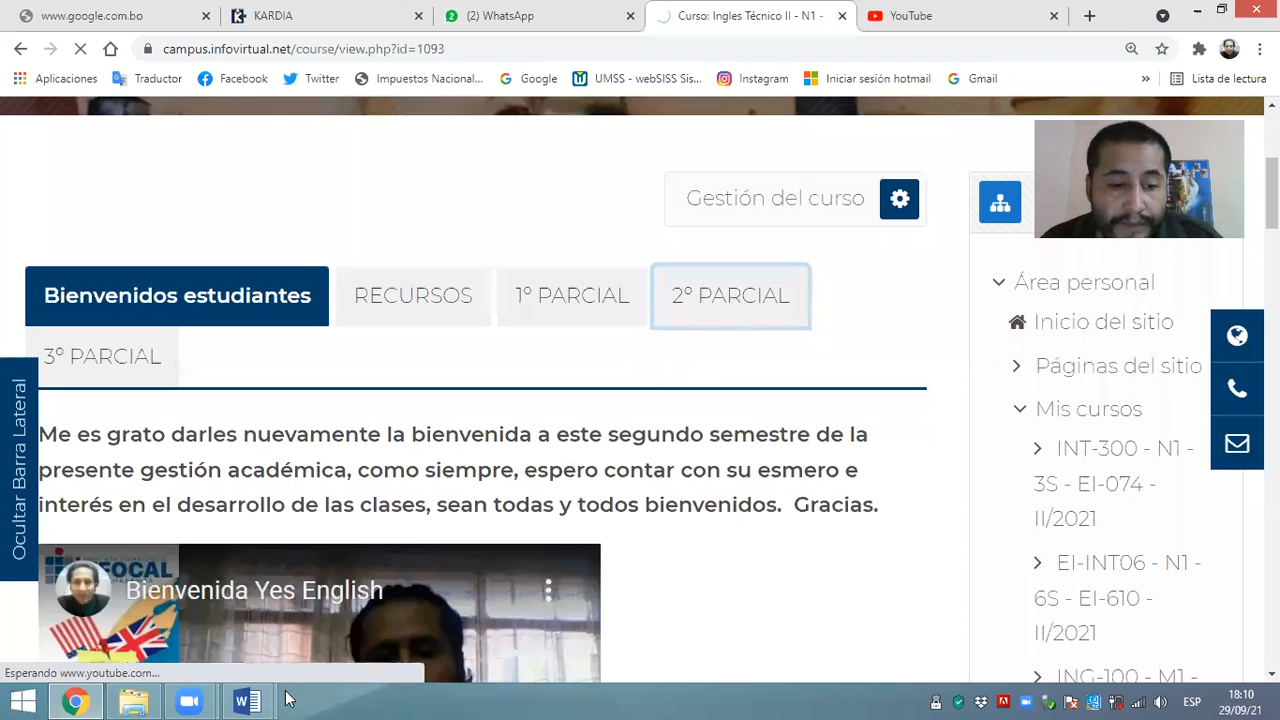 www.google.com.bo
KARDIA
(2) WhatsApp
Curso: Ingles Técnico II - N1 -
YouTube
campus.infovirtual.net/course/view.php?id=1093
Aplicaciones
Traductor
Facebook
Twitter
Impuestos Nacional...
Google
UMSS - webSISS Sis...
Instagram
Iniciar sesión hotmail
Gmail
»
Lista de lectura
Gestión del curso
Bienvenidos estudiantes
RECURSOS
1º PARCIAL
2º PARCIAL
3º PARCIAL
Área personal
Inicio del sitio
Páginas del sitio
Mis cursos
INT-300 - N1 -
3S - EI-074 -
II/2021
EI-INT06 - N1 -
6S - EI-610 -
II/2021
ING-100 - M1 -
Ocultar Barra Lateral
Me es grato darles nuevamente la bienvenida a este segundo semestre de la
presente gestión académica, como siempre, espero contar con su esmero e
interés en el desarrollo de las clases, sean todas y todos bienvenidos. Gracias.
Bienvenida Yes English
Esperando www.youtube.com...
ESP
18:10
29/09/21